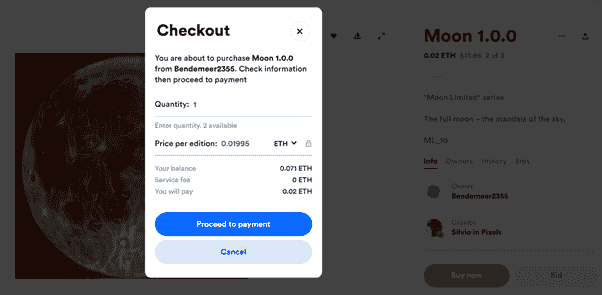 Checkout
You are about to purchase Moon 1.0.0
from Bendemeer2355. Check information
then proceed to payment
Quantity: 1
Enter quantity. 2 available
Price per edition: 0.01995 ETH
Your balance 0.071 ETH
Service fee 0 ETH
You will pay 0.02 ETH
Proceed to payment
Cancel
Moon 1.0.0
0.02 ETH $41.66 2 of 3
"Moon Limited" series
The full moon – the mandala of the sky.
ML_10
Info Owners History Bids
Owner
Bendemeer2355
Creator
Silvio in Pixels
Buy now Bid